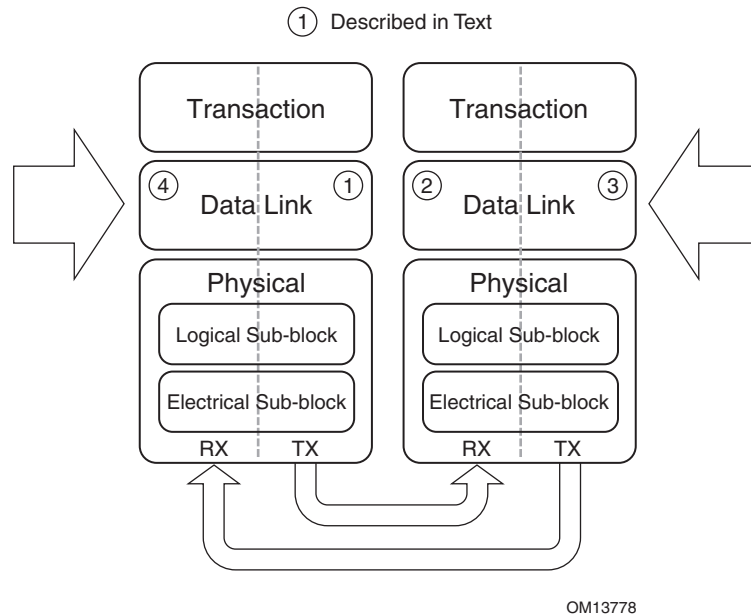 1 Described in Text
Transaction Transaction
4 1 2 3
Data Link Data Link
Physical Physical
Logical Sub-block Logical Sub-block
Electrical Sub-block Electrical Sub-block
RX TX RX TX
OM13778